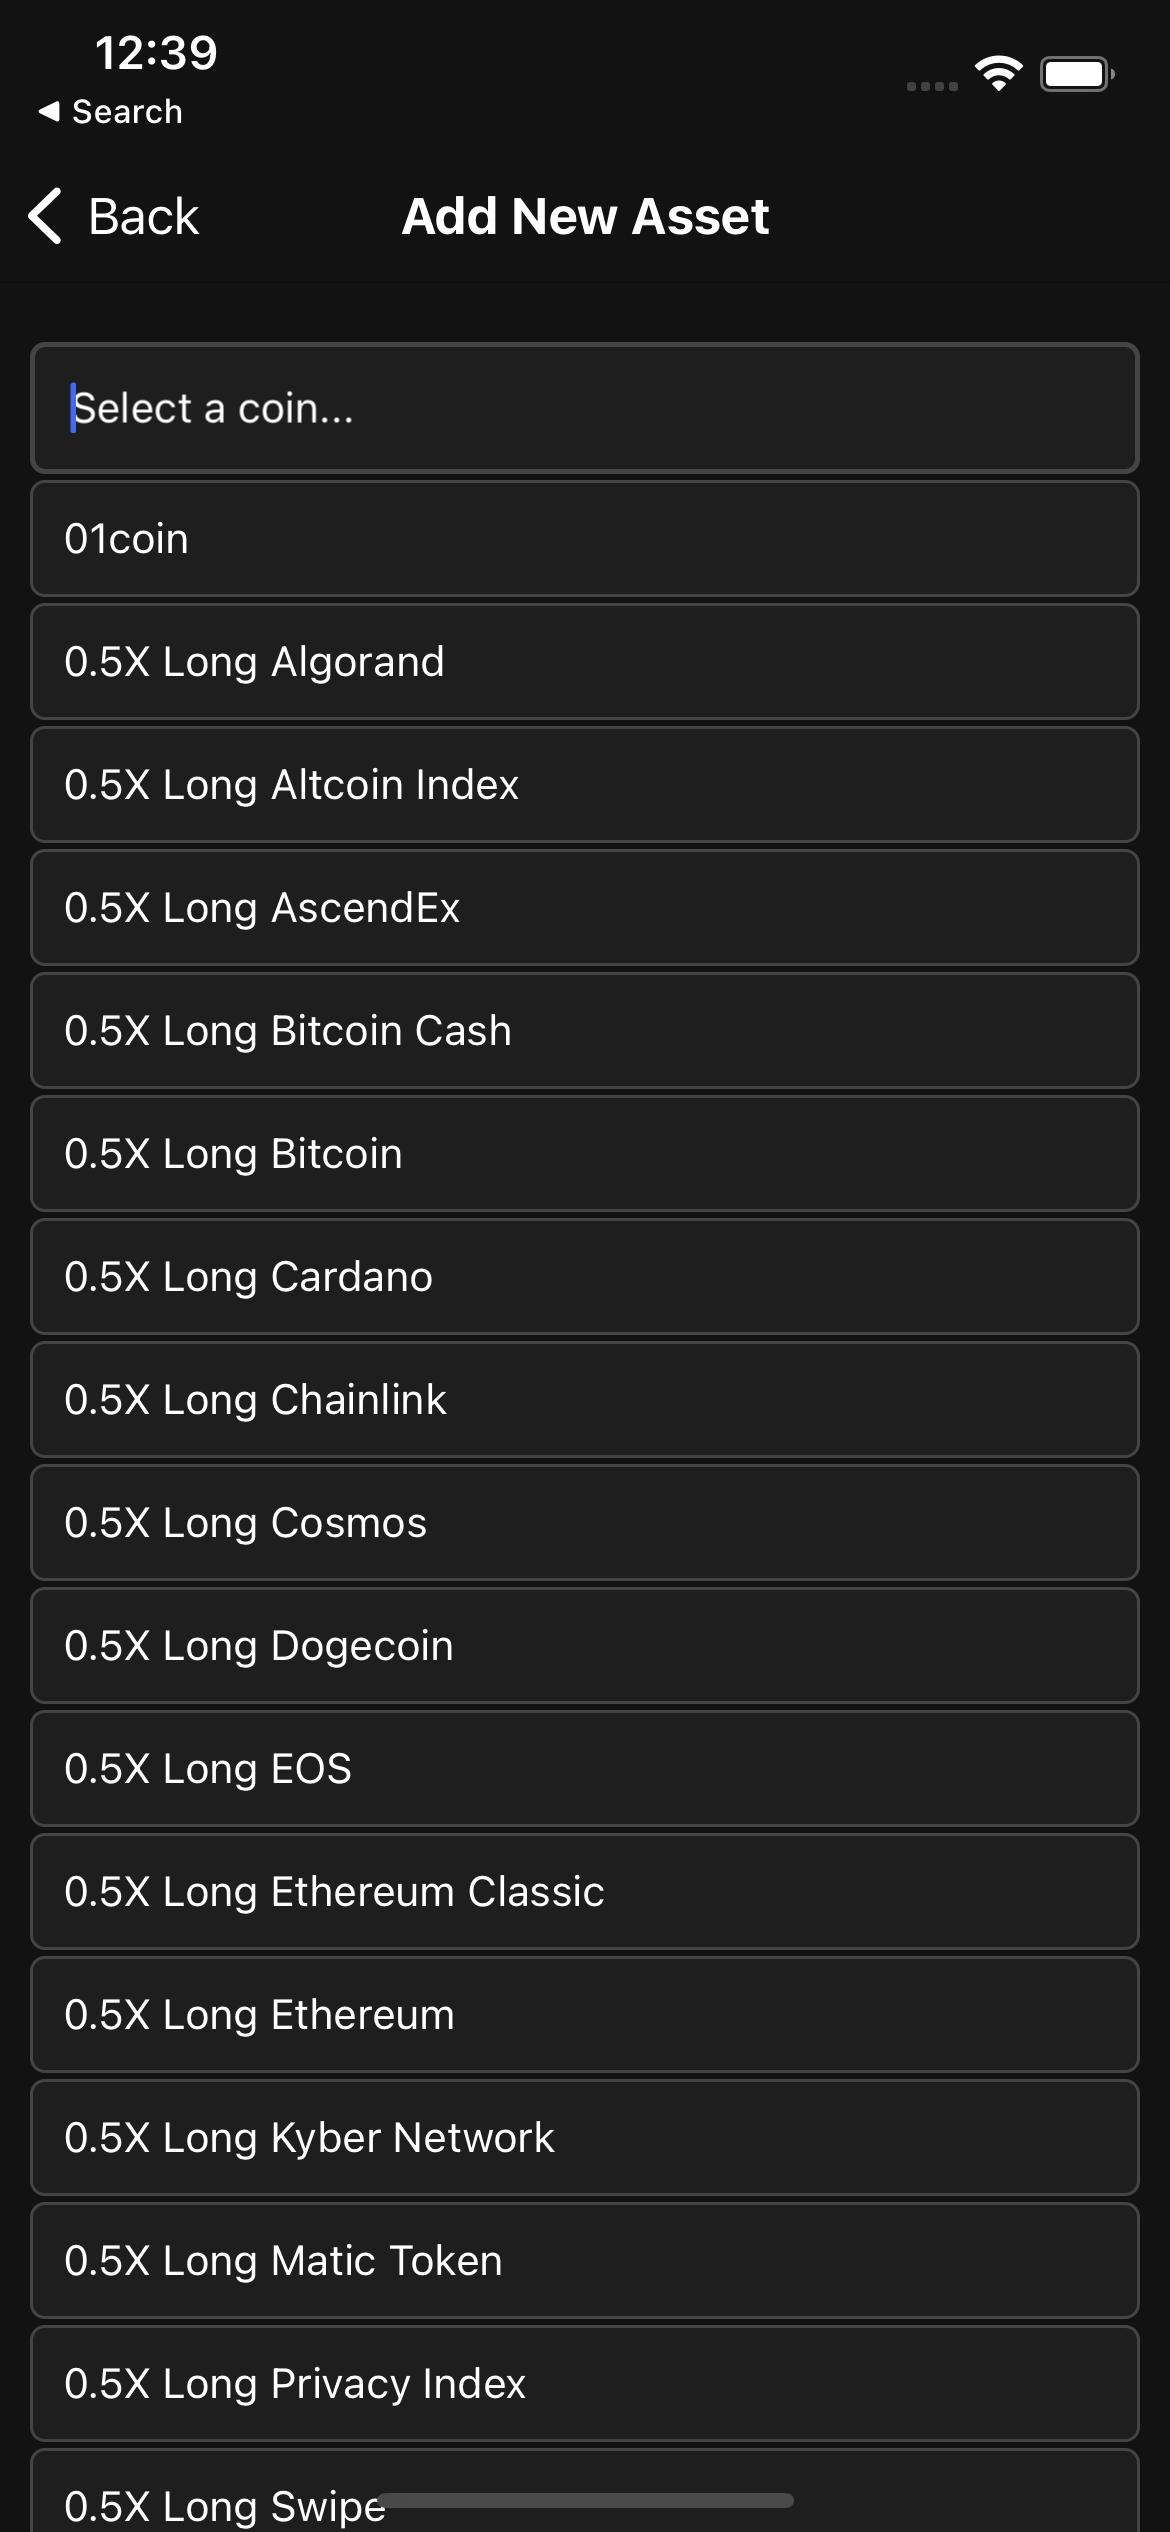 12:39
Search
Back
Add New Asset
Select a coin...
01coin
0.5X Long Algorand
0.5X Long Altcoin Index
0.5X Long AscendEx
0.5X Long Bitcoin Cash
0.5X Long Bitcoin
0.5X Long Cardano
0.5X Long Chainlink
0.5X Long Cosmos
0.5X Long Dogecoin
0.5X Long EOS
0.5X Long Ethereum Classic
0.5X Long Ethereum
0.5X Long Kyber Network
0.5X Long Matic Token
0.5X Long Privacy Index
0.5X Long Swipe